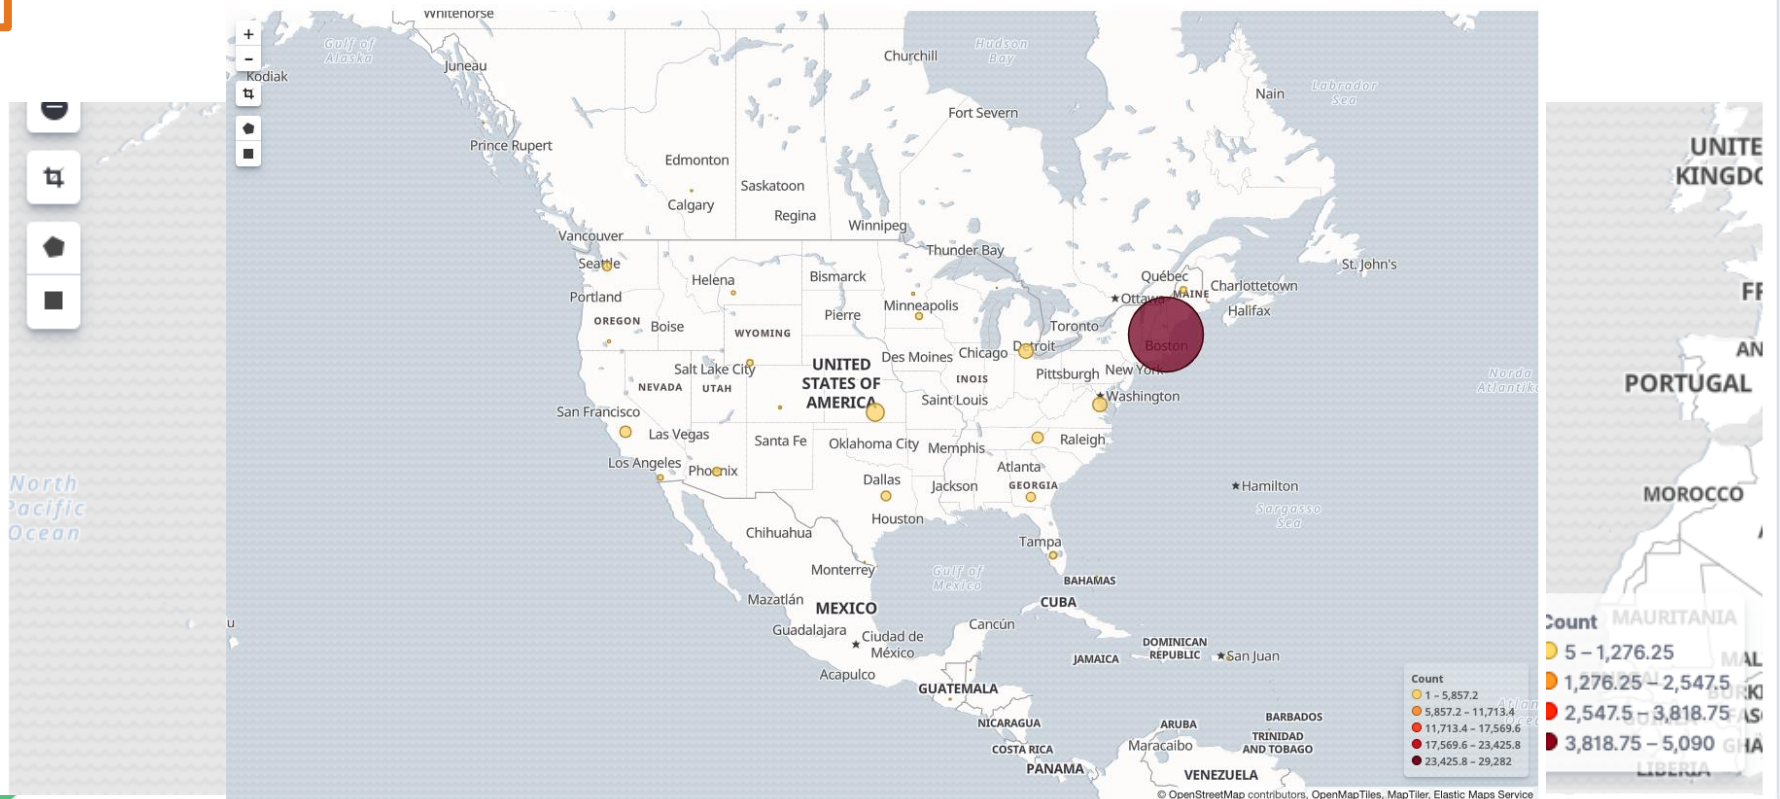 Whitehorse
Gulf of
Alaska
Kodiak
Juneau
Churchill
Hudson
Bay
Nain
Labrador
Sea
Fort Severn
Prince Rupert
Edmonton
Saskatoon
Calgary
Regina
Winnipeg
Vancouver
Thunder Bay
Seattle
Helena
Bismarck
Québec
MAINE
Charlottetown
St. John's
Portland
Minneapolis
Ottawa
Halifax
OREGON
Boise
WYOMING
Pierre
Toronto
Boston
Salt Lake City
UNITED
STATES OF
AMERICA
Des Moines
Chicago
Detroit
NEVADA
UTAH
INOIS
Pittsburgh
New York
Saint Louis
Washington
Norda
Atlantik
San Francisco
Las Vegas
Santa Fe
Oklahoma City
Memphis
Raleigh
Los Angeles
Phoenix
Dallas
Jackson
Atlanta
GEORGIA
Hamilton
Sargasso
Sea
Houston
Chihuahua
Tampa
Monterrey
Gulf of
Mexico
BAHAMAS
Mazatlán
MEXICO
CUBA
Guadalajara
Ciudad de
México
Cancún
DOMINICAN
REPUBLIC
San Juan
JAMAICA
Acapulco
GUATEMALA
NICARAGUA
ARUBA
BARBADOS
COSTA RICA
Maracaibo
TRINIDAD
AND TOBAGO
PANAMA
VENEZUELA
Count
1 – 5,857.2
5,857.2 – 11,713.4
11,713.4 – 17,569.6
17,569.6 – 23,425.8
23,425.8 – 29,282
© OpenStreetMap contributors, OpenMapTiles, MapTiler, Elastic Maps Service
North
Pacific
Ocean
UNITE
KINGDO
FR
AN
PORTUGAL
MOROCCO
MAURITANIA
Count
5 – 1,276.25
1,276.25 – 2,547.5
2,547.5 – 3,818.75
3,818.75 – 5,090
LIBERIA